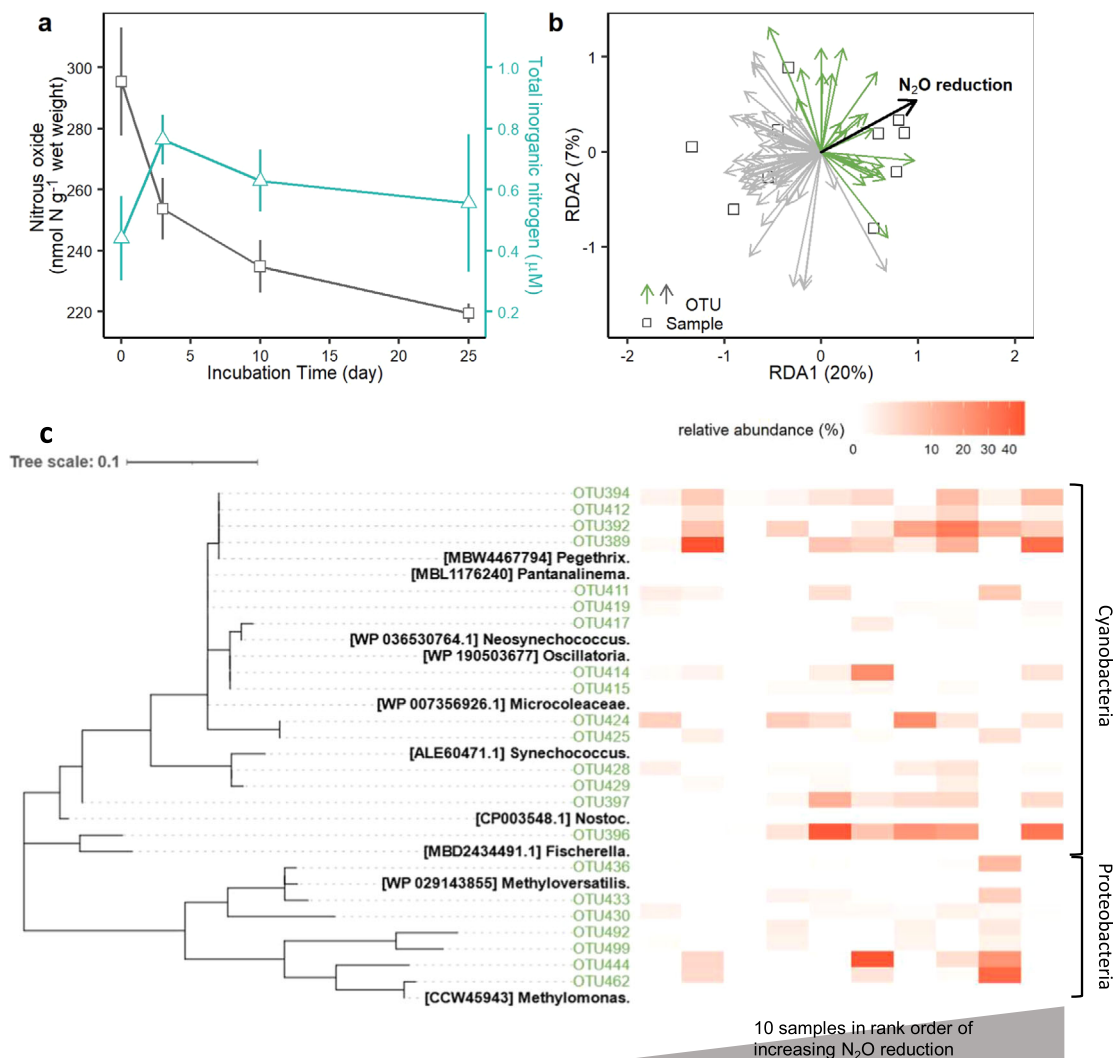 a
Nitrous oxide
(nmol N g⁻¹ wet weight)
300
280
260
240
220
0
5
10
15
20
25
Incubation Time (day)
1.0
0.8
0.6
0.4
0.2
Total inorganic nitrogen (μM)
b
RDA2 (7%)
1
0
-1
N₂O reduction
OTU
Sample
-2
-1
0
1
2
RDA1 (20%)
c
relative abundance (%)
0
10
20
30
40
Tree scale: 0.1
OTU394
OTU412
OTU392
OTU389
[MBW4467794] Pegethrix.
[MBL1176240] Pantanalinema.
OTU411
OTU419
OTU417
[WP 036530764.1] Neosynechococcus.
[WP 190503677] Oscillatoria.
OTU414
OTU415
[WP 007356926.1] Microcoleaceae.
OTU424
OTU425
[ALE60471.1] Synechococcus.
OTU428
OTU429
OTU397
[CP003548.1] Nostoc.
OTU396
[MBD2434491.1] Fischerella.
OTU436
[WP 029143855] Methyloversatilis.
OTU433
OTU430
OTU492
OTU499
OTU444
OTU462
[CCW45943] Methylomonas.
Cyanobacteria
Proteobacteria
10 samples in rank order of
increasing N₂O reduction